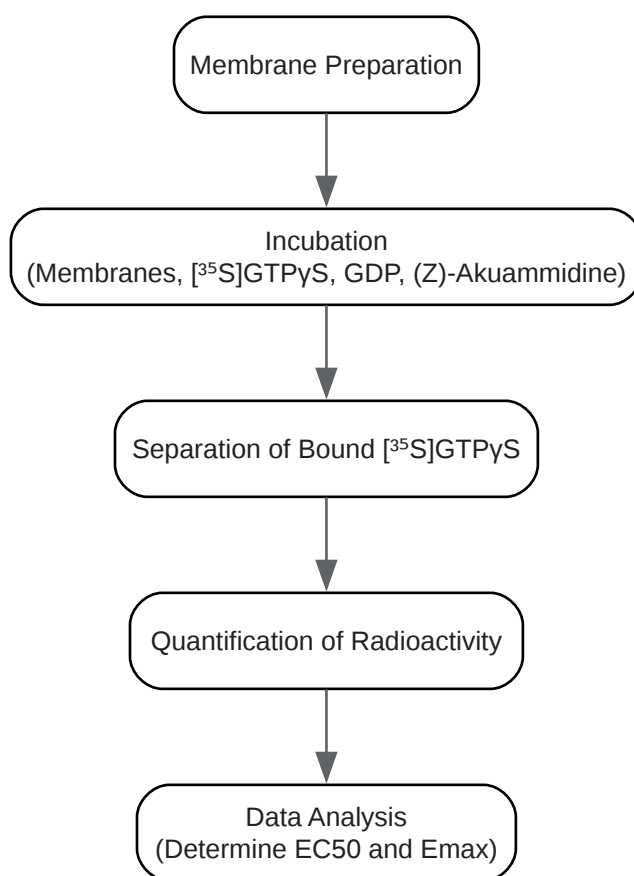 Membrane Preparation
Incubation
(Membranes, [³⁵S]GTPγS, GDP, (Z)-Akuammidine)
Separation of Bound [³⁵S]GTPγS
Quantification of Radioactivity
Data Analysis
(Determine EC50 and Emax)